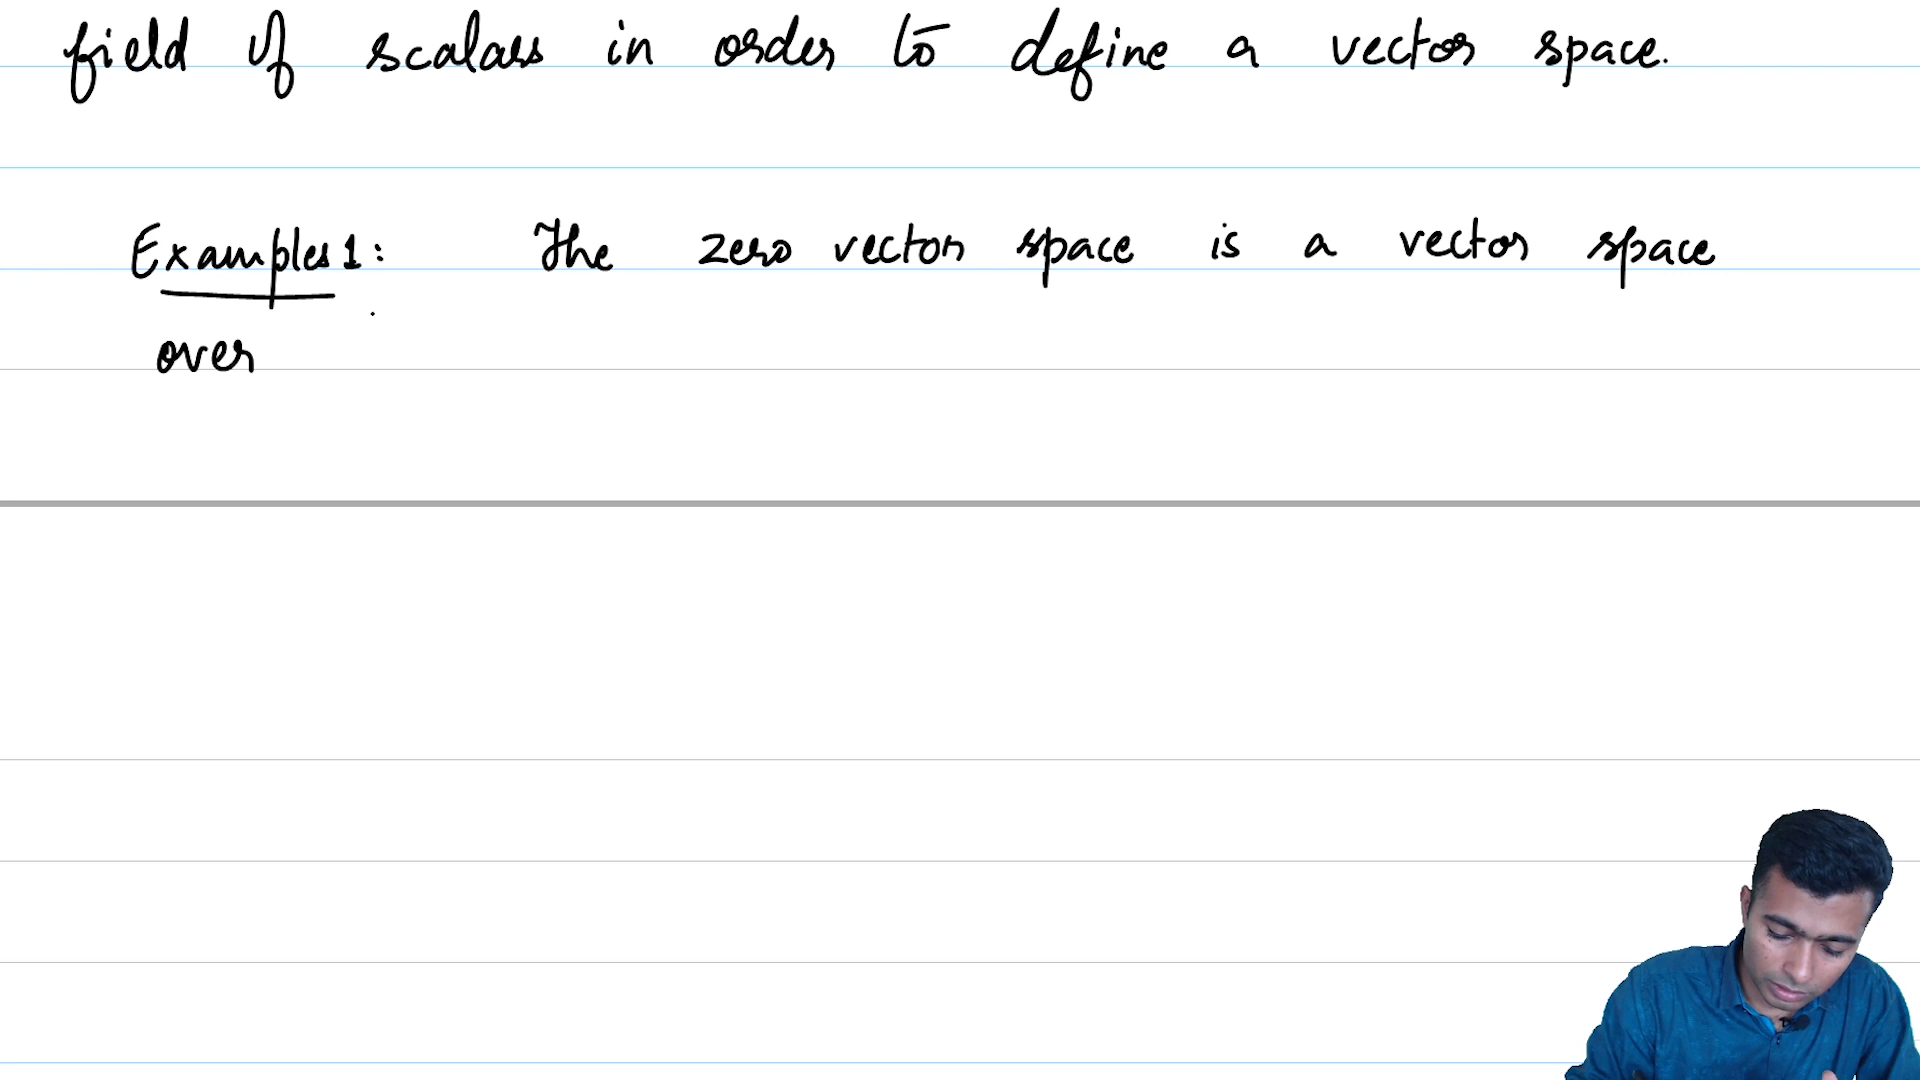 field of scalars in order to define a vector space.
Examples 1: The zero vector space is a vector space
over